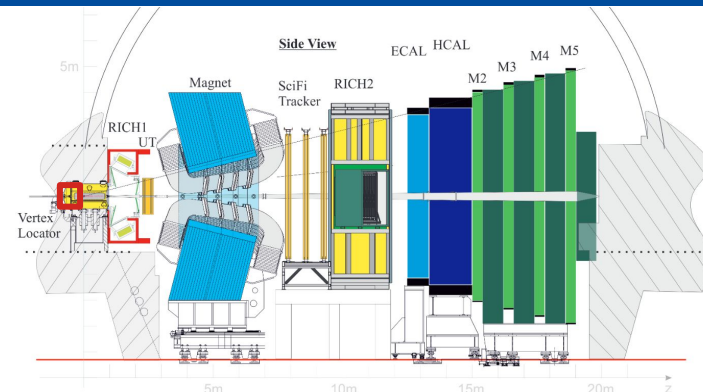 Side View
ECAL
HCAL
M5
M4
M3
M2
5m
Magnet
SciFi
Tracker
RICH2
RICH1
UT
Vertex
Locator
5m
10m
15m
20m
z